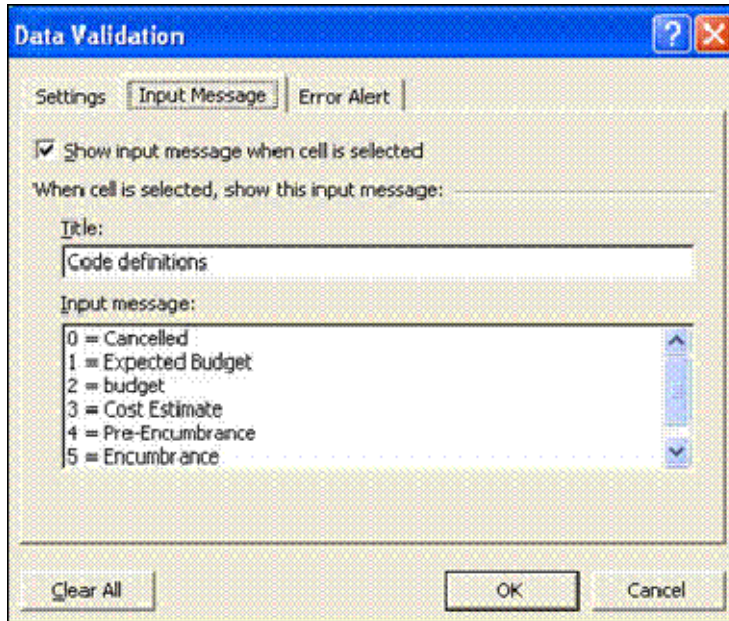 Data Validation
Settings Input Message Error Alert
Show input message when cell is selected
When cell is selected, show this input message:
Title:
Code definitions
Input message:
0 = Cancelled
1 = Expected Budget
2 = budget
3 = Cost Estimate
4 = Pre-Encumbrance
5 = Encumbrance
Clear All OK Cancel